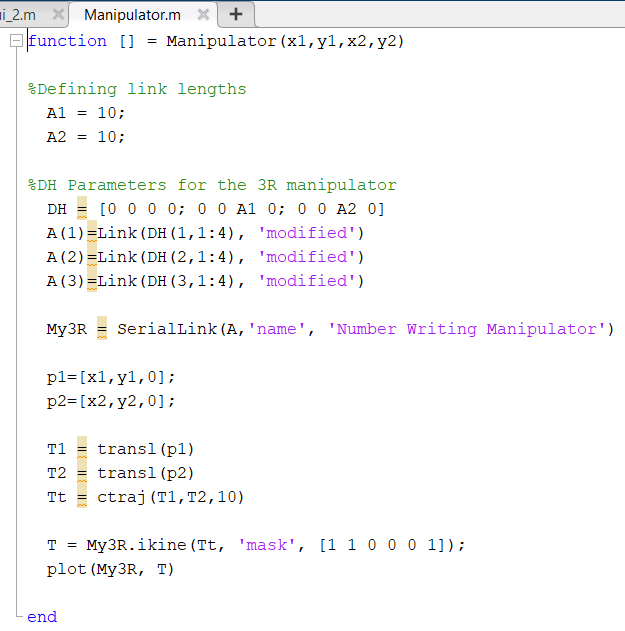 ui_2.m Manipulator.m
function [] = Manipulator(x1,y1,x2,y2)
%Defining link lengths
A1 = 10;
A2 = 10;
%DH Parameters for the 3R manipulator
DH = [0 0 0 0; 0 0 A1 0; 0 0 A2 0]
A(1)=Link(DH(1,1:4), 'modified')
A(2)=Link(DH(2,1:4), 'modified')
A(3)=Link(DH(3,1:4), 'modified')
My3R = SerialLink(A,'name', 'Number Writing Manipulator')
p1=[x1,y1,0];
p2=[x2,y2,0];
T1 = transl(p1)
T2 = transl(p2)
Tt = ctraj(T1,T2,10)
T = My3R.ikine(Tt, 'mask', [1 1 0 0 0 1]);
plot(My3R, T)
end